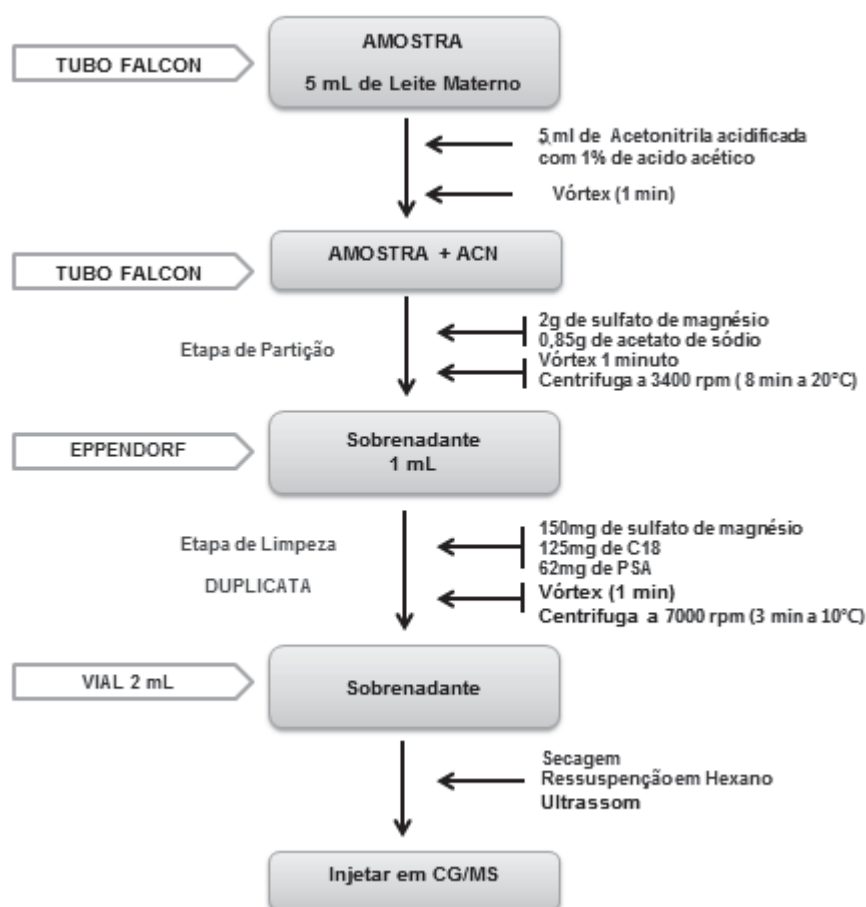 TUBO FALCON
AMOSTRA
5 mL de Leite Materno
5 ml de Acetonitrila acidificada
com 1% de acido acético
Vórtex (1 min)
TUBO FALCON
AMOSTRA + ACN
Etapa de Partição
2g de sulfato de magnésio
0,85g de acetato de sódio
Vórtex 1 minuto
Centrifuga a 3400 rpm ( 8 min a 20°C)
EPPENDORF
Sobrenadante
1 mL
Etapa de Limpeza
DUPLICATA
150mg de sulfato de magnésio
125mg de C18
62mg de PSA
Vórtex (1 min)
Centrifuga a 7000 rpm (3 min a 10°C)
VIAL 2 mL
Sobrenadante
Secagem
Ressuspenção em Hexano
Ultrassom
Injetar em CG/MS